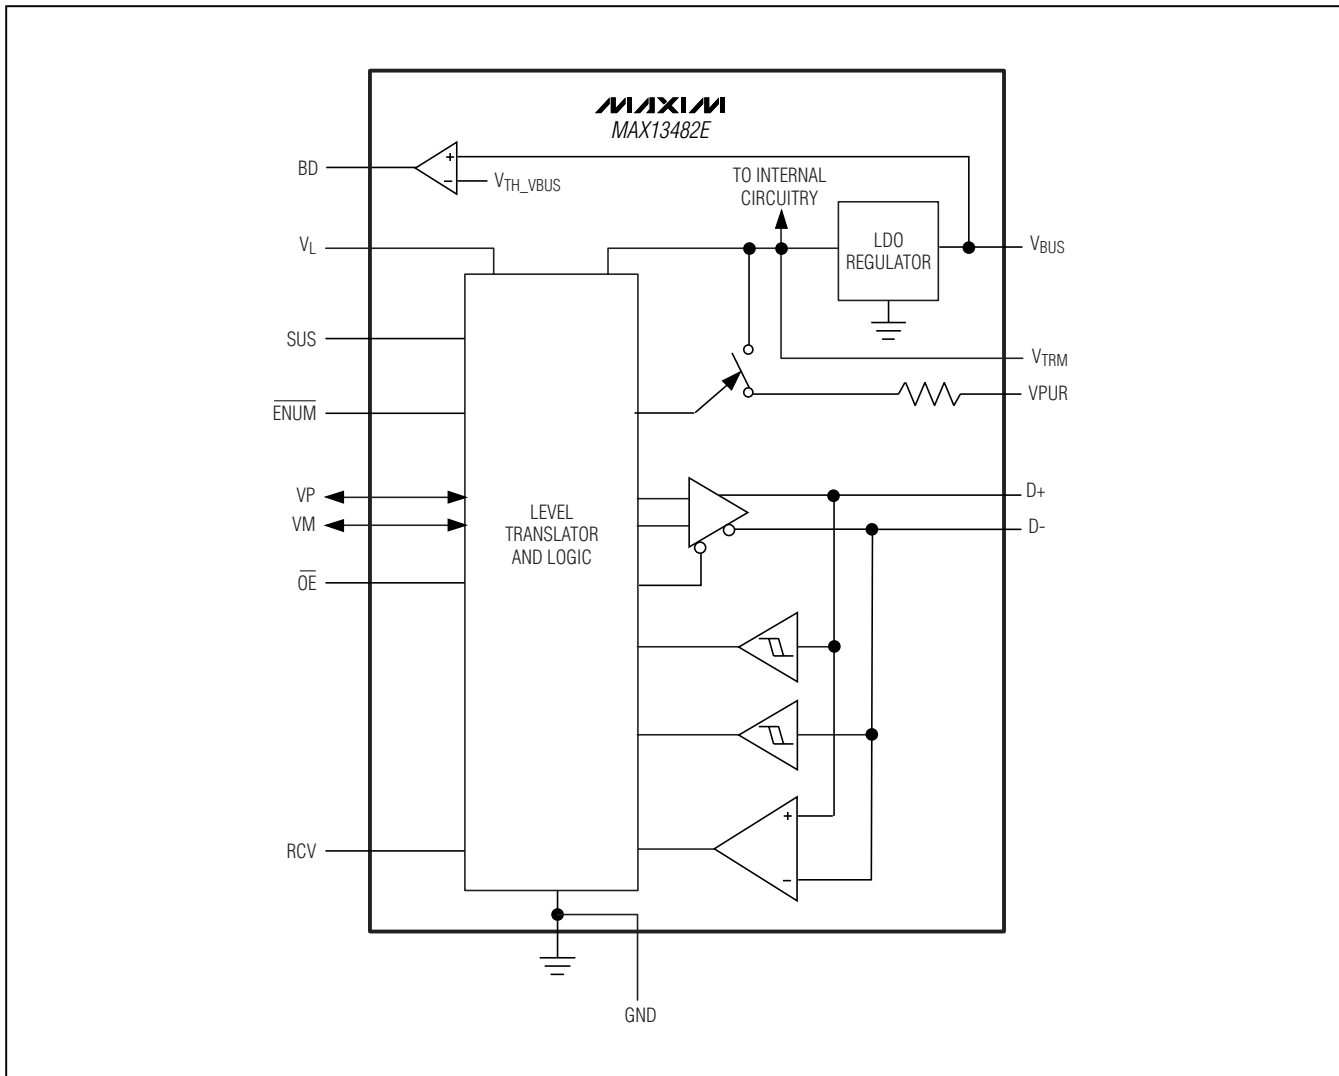 MAXIM
MAX13482E
BD
+
−
VTH_VBUS
TO INTERNAL
CIRCUITRY
VL
LDO
REGULATOR
VBUS
SUS
VTRM
VPUR
ENUM
VP
VM
LEVEL
TRANSLATOR
AND LOGIC
D+
D-
OE
RCV
+
−
GND